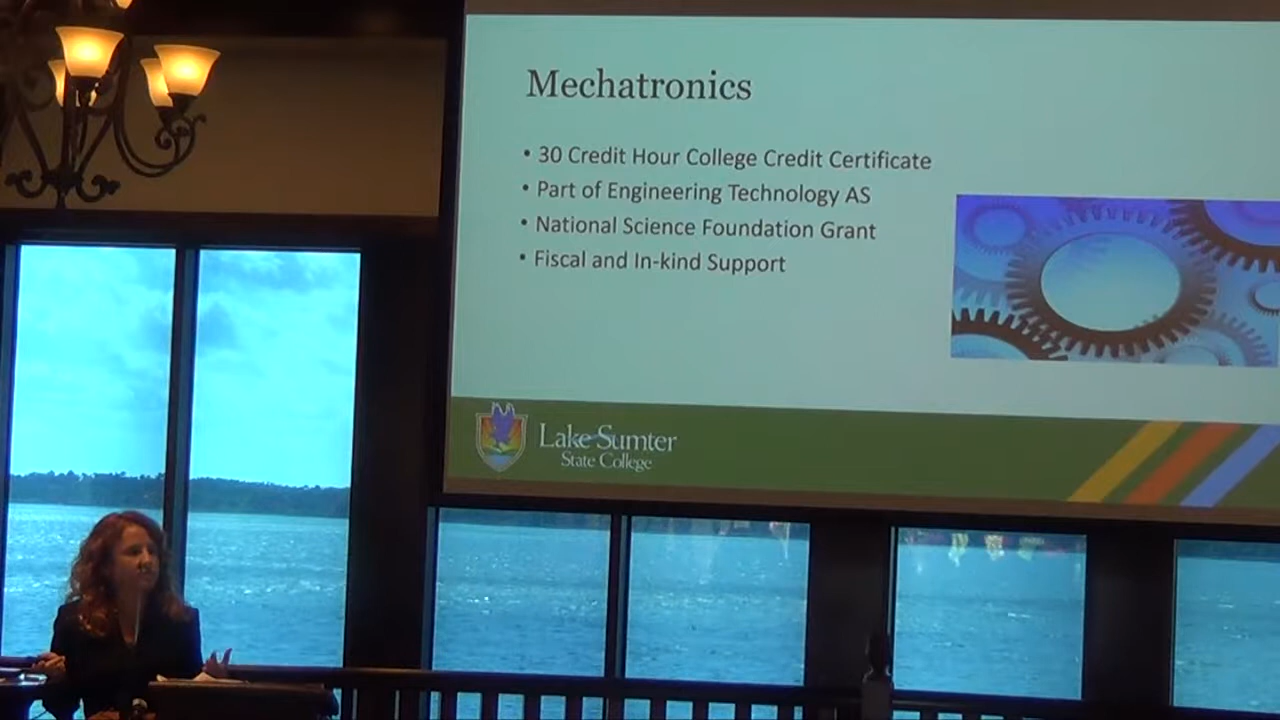 Mechatronics
• 30 Credit Hour College Credit Certificate
• Part of Engineering Technology AS
• National Science Foundation Grant
• Fiscal and In-kind Support
Lake-Sumter
State College